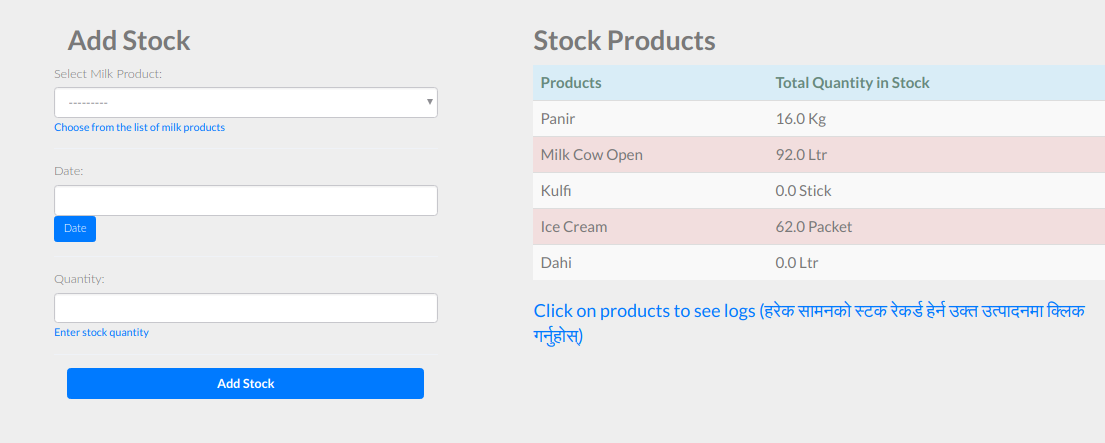 Add Stock
Select Milk Product:
---------
Choose from the list of milk products
Date:
Date
Quantity:
Enter stock quantity
Add Stock
Stock Products
Products Total Quantity in Stock
Panir 16.0 Kg
Milk Cow Open 92.0 Ltr
Kulfi 0.0 Stick
Ice Cream 62.0 Packet
Dahi 0.0 Ltr
Click on products to see logs (हरेक सामनको स्टक रेकर्ड हेर्न उक्त उत्पादनमा क्लिक
गर्नुहोस्)